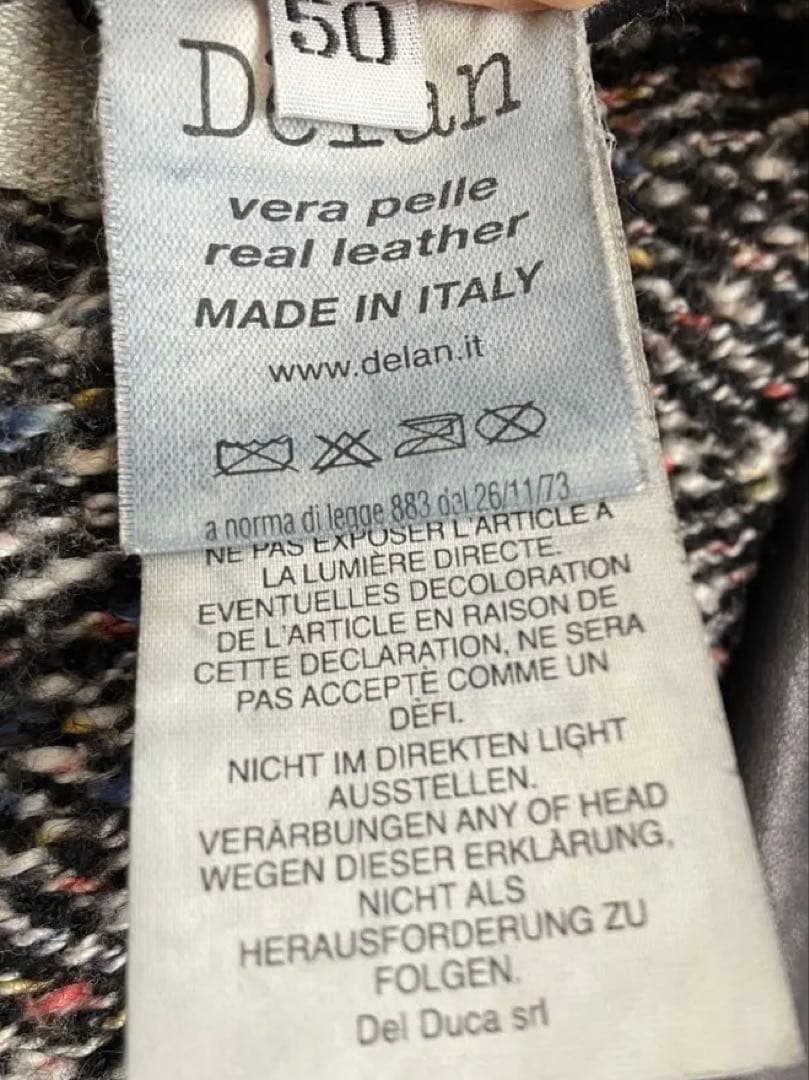 50
Delan
vera pelle
real leather
MADE IN ITALY
www.delan.it
a norma di legge 883 del 26/11/73
NE PAS EXPOSER L'ARTICLE A
LA LUMIÈRE DIRECTE.
EVENTUELLES DECOLORATION
DE L'ARTICLE EN RAISON DE
CETTE DECLARATION, NE SERA
PAS ACCEPTÈ COMME UN
DÈFI.
NICHT IM DIREKTEN LIGHT
AUSSTELLEN.
VERÄRBUNGEN ANY OF HEAD
WEGEN DIESER ERKLÄRUNG,
NICHT ALS
HERAUSFORDERUNG ZU
FOLGEN.
Del Duca srl